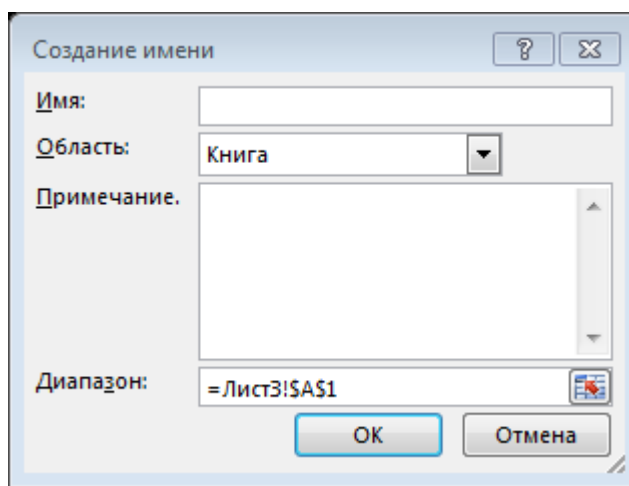 Создание имени
Имя:
Область: Книга
Примечание.
Диапазон: =Лист3!$A$1
ОК Отмена